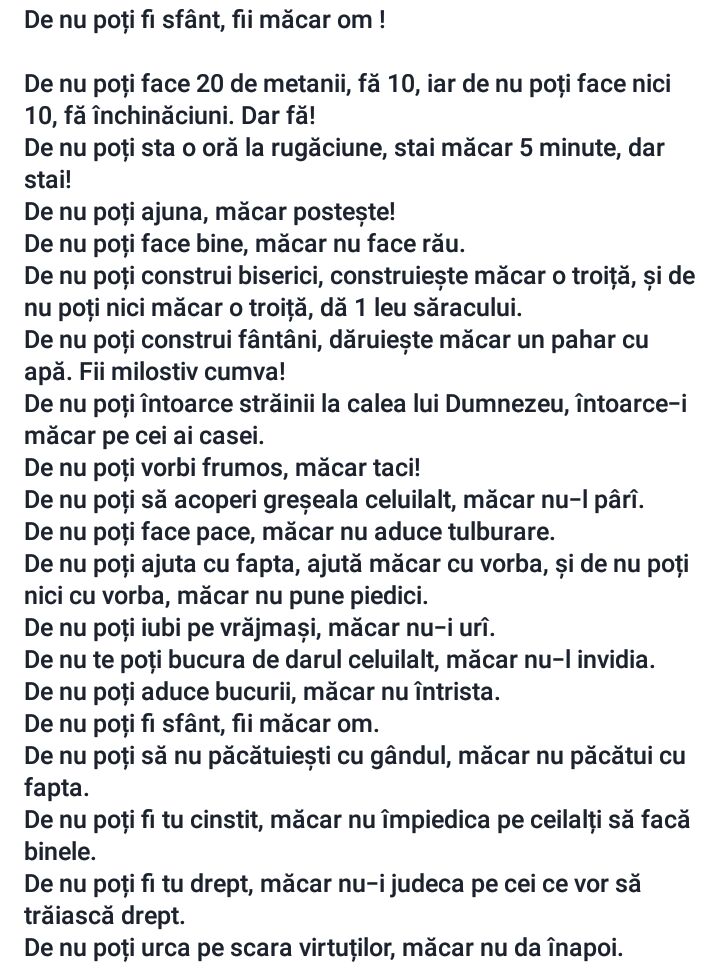 De nu poți fi sfânt, fii măcar om !
De nu poți face 20 de metanii, fă 10, iar de nu poți face nici
10, fă închinăciuni. Dar fă!
De nu poți sta o oră la rugăciune, stai măcar 5 minute, dar
stai!
De nu poți ajuna, măcar postește!
De nu poți face bine, măcar nu face rău.
De nu poți construi biserici, construiește măcar o troiță, și de
nu poți nici măcar o troiță, dă 1 leu săracului.
De nu poți construi fântâni, dăruiește măcar un pahar cu
apă. Fii milostiv cumva!
De nu poți întoarce străinii la calea lui Dumnezeu, întoarce-i
măcar pe cei ai casei.
De nu poți vorbi frumos, măcar taci!
De nu poți să acoperi greșeala celuilalt, măcar nu-l pârî.
De nu poți face pace, măcar nu aduce tulburare.
De nu poți ajuta cu fapta, ajută măcar cu vorba, și de nu poți
nici cu vorba, măcar nu pune piedici.
De nu poți iubi pe vrăjmași, măcar nu-i urî.
De nu te poți bucura de darul celuilalt, măcar nu-l invidia.
De nu poți aduce bucurii, măcar nu întrista.
De nu poți fi sfânt, fii măcar om.
De nu poți să nu păcătuiești cu gândul, măcar nu păcătui cu
fapta.
De nu poți fi tu cinstit, măcar nu împiedica pe ceilalți să facă
binele.
De nu poți fi tu drept, măcar nu-i judeca pe cei ce vor să
trăiască drept.
De nu poți urca pe scara virtuților, măcar nu da înapoi.